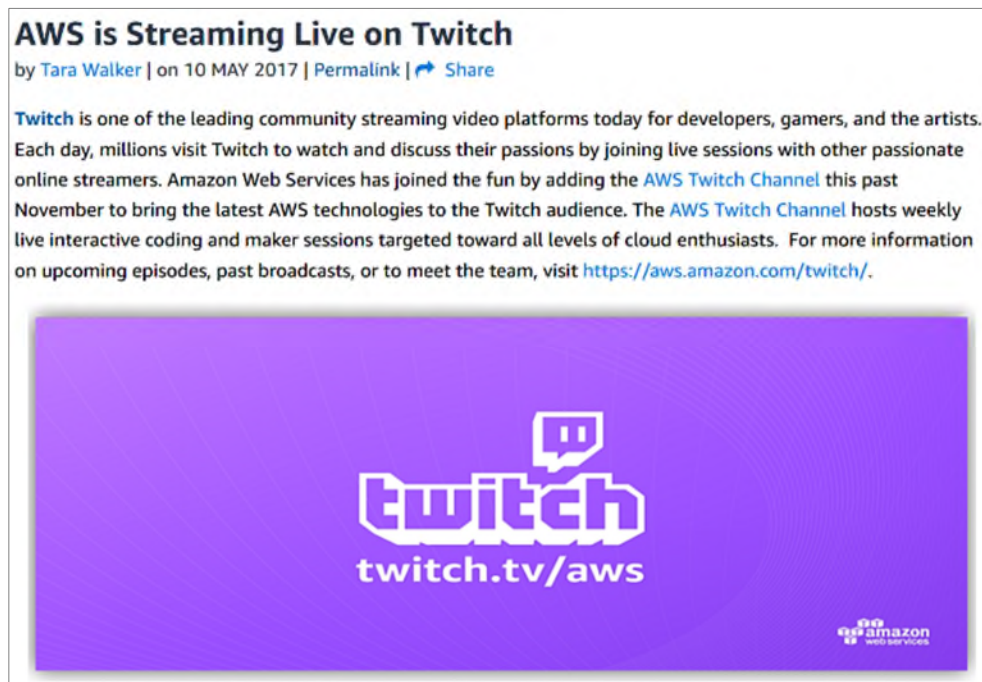 AWS is Streaming Live on Twitch
by Tara Walker | on 10 MAY 2017 | Permalink | Share
Twitch is one of the leading community streaming video platforms today for developers, gamers, and the artists.
Each day, millions visit Twitch to watch and discuss their passions by joining live sessions with other passionate
online streamers. Amazon Web Services has joined the fun by adding the AWS Twitch Channel this past
November to bring the latest AWS technologies to the Twitch audience. The AWS Twitch Channel hosts weekly
live interactive coding and maker sessions targeted toward all levels of cloud enthusiasts. For more information
on upcoming episodes, past broadcasts, or to meet the team, visit https://aws.amazon.com/twitch/.
twitch
twitch.tv/aws
amazon
web services